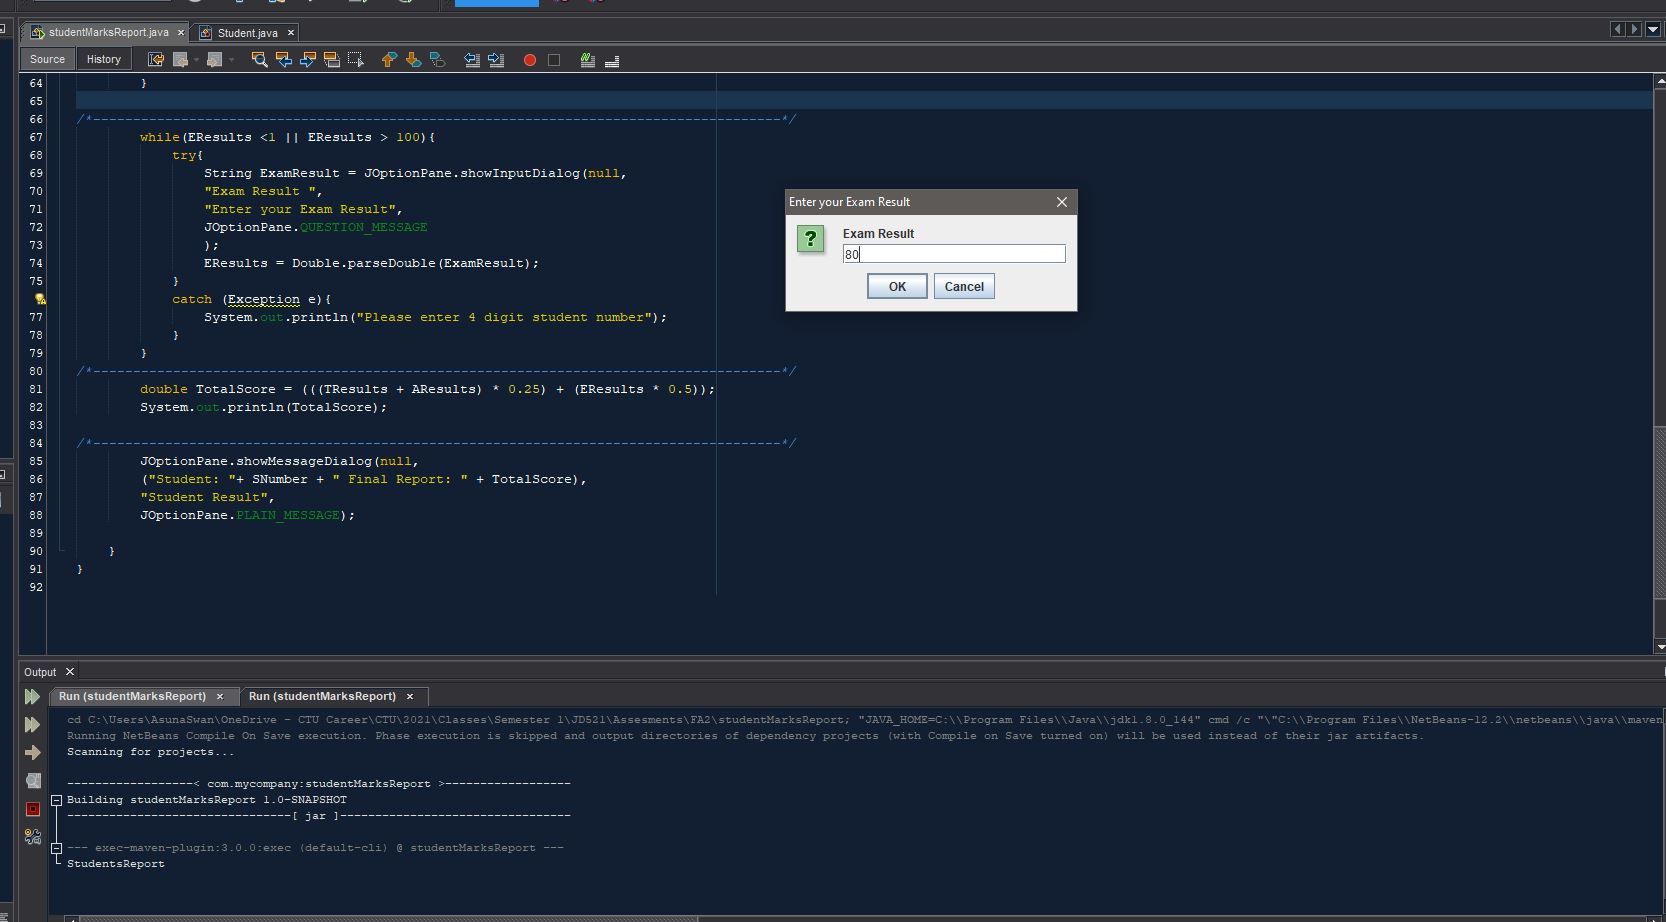 studentMarksReport.java × Student.java ×
Source History
64 }
65
66 /*--------------------------------------------------------------------------------------*/
67 while(EResults <1 || EResults > 100){
68 try{
69 String ExamResult = JOptionPane.showInputDialog(null,
70 "Exam Result ",
71 "Enter your Exam Result",
72 JOptionPane.QUESTION_MESSAGE
73 );
74 EResults = Double.parseDouble(ExamResult);
75 }
catch (Exception e){
77 System.out.println("Please enter 4 digit student number");
78 }
79 }
80 /*--------------------------------------------------------------------------------------*/
81 double TotalScore = (((TResults + AResults) * 0.25) + (EResults * 0.5));
82 System.out.println(TotalScore);
83
84 /*--------------------------------------------------------------------------------------*/
85 JOptionPane.showMessageDialog(null,
86 ("Student: "+ SNumber + " Final Report: " + TotalScore),
87 "Student Result",
88 JOptionPane.PLAIN_MESSAGE);
89
90 }
91 }
92
Enter your Exam Result
?
Exam Result
80
OK Cancel
Output ×
Run (studentMarksReport) × Run (studentMarksReport) ×
cd C:\Users\AsunaSwan\OneDrive - CTU Career\CTU\2021\Classes\Semester 1\JD521\Assesments\FA2\studentMarksReport; "JAVA_HOME=C:\\Program Files\\Java\\jdk1.8.0_144" cmd /c "\"C:\\Program Files\\NetBeans-12.2\\netbeans\\java\\maven
Running NetBeans Compile On Save execution. Phase execution is skipped and output directories of dependency projects (with Compile on Save turned on) will be used instead of their jar artifacts.
Scanning for projects...
------------------< com.mycompany:studentMarksReport >------------------
Building studentMarksReport 1.0-SNAPSHOT
--------------------------------[ jar ]---------------------------------
--- exec-maven-plugin:3.0.0:exec (default-cli) @ studentMarksReport ---
StudentsReport